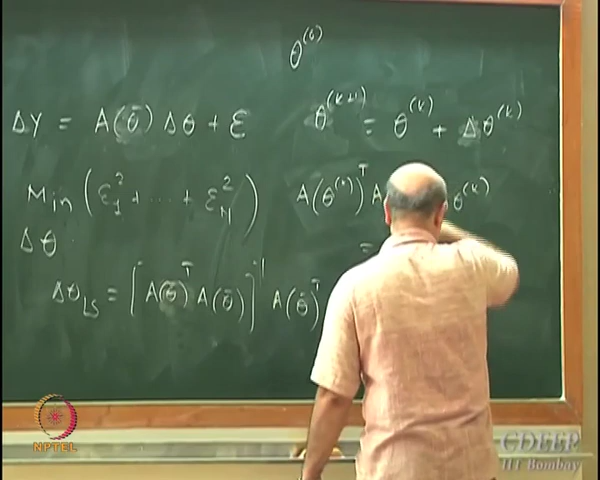 θ^(0)
ΔY = A(θ̄) Δθ + ε
Min (ε₁² + ... + ε_N²)
Δθ
Δθ_LS = [A(θ̄)ᵀ A(θ̄)]⁻¹ A(θ̄)ᵀ
θ^(k+1) = θ^(k) + Δθ^(k)
A(θ^(k))ᵀ A θ^(k)
=
NPTEL
CDEEP
IIT Bombay